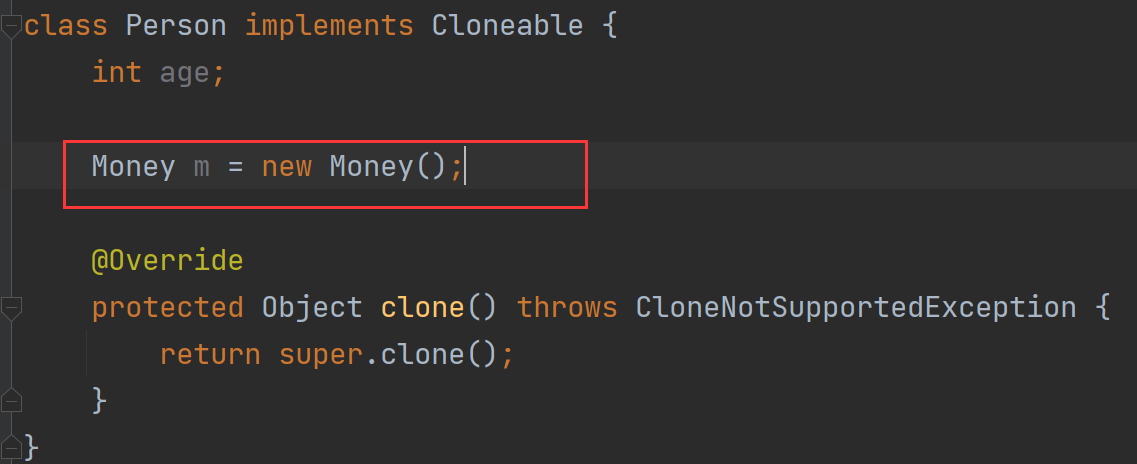 class Person implements Cloneable {
    int age;
    Money m = new Money();
    @Override
    protected Object clone() throws CloneNotSupportedException {
        return super.clone();
    }
}